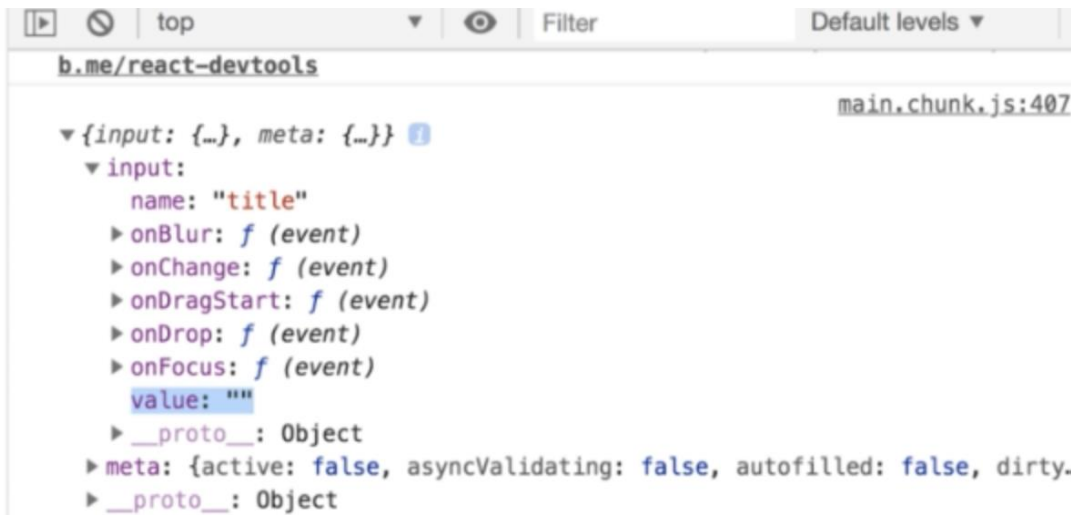 top Filter Default levels
b.me/react-devtools
main.chunk.js:407
{input: {…}, meta: {…}} i
input:
name: "title"
onBlur: ƒ (event)
onChange: ƒ (event)
onDragStart: ƒ (event)
onDrop: ƒ (event)
onFocus: ƒ (event)
value: ""
__proto__: Object
meta: {active: false, asyncValidating: false, autofilled: false, dirty…
__proto__: Object